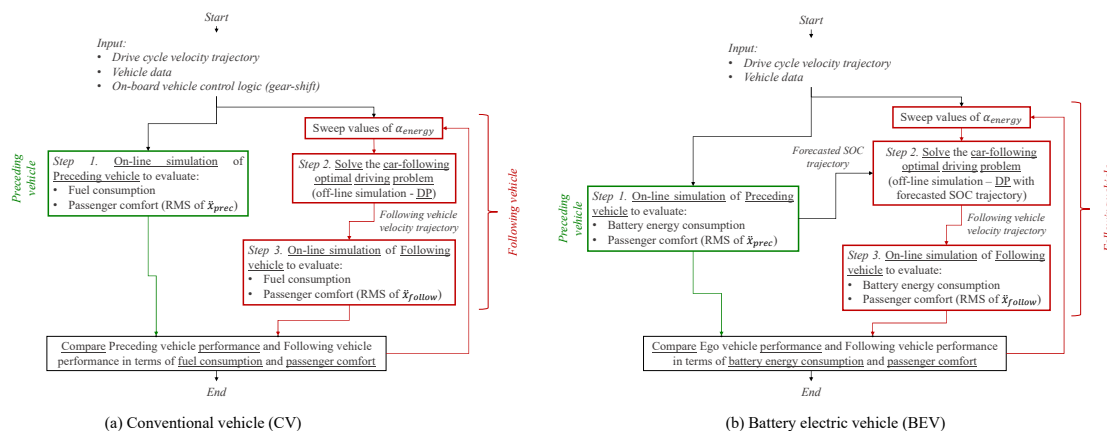 Start
Input:
• Drive cycle velocity trajectory
• Vehicle data
• On-board vehicle control logic (gear-shift)
Sweep values of α_energy
Preceding
vehicle
Step 1. On-line simulation of
Preceding vehicle to evaluate:
• Fuel consumption
• Passenger comfort (RMS of ẍ_prec)
Step 2. Solve the car-following
optimal driving problem
(off-line simulation - DP)
Following vehicle
velocity trajectory
Step 3. On-line simulation of Following
vehicle to evaluate:
• Fuel consumption
• Passenger comfort (RMS of ẍ_follow)
Following vehicle
Compare Preceding vehicle performance and Following vehicle
performance in terms of fuel consumption and passenger comfort
End
(a) Conventional vehicle (CV)
Start
Input:
• Drive cycle velocity trajectory
• Vehicle data
Sweep values of α_energy
Forecasted SOC
trajectory
Step 2. Solve the car-following
optimal driving problem
(off-line simulation – DP with
forecasted SOC trajectory)
Preceding
vehicle
Step 1. On-line simulation of Preceding
vehicle to evaluate:
• Battery energy consumption
• Passenger comfort (RMS of ẍ_prec)
Following vehicle
velocity trajectory
Step 3. On-line simulation of Following
vehicle to evaluate:
• Battery energy consumption
• Passenger comfort (RMS of ẍ_follow)
Compare Ego vehicle performance and Following vehicle performance
in terms of battery energy consumption and passenger comfort
End
(b) Battery electric vehicle (BEV)